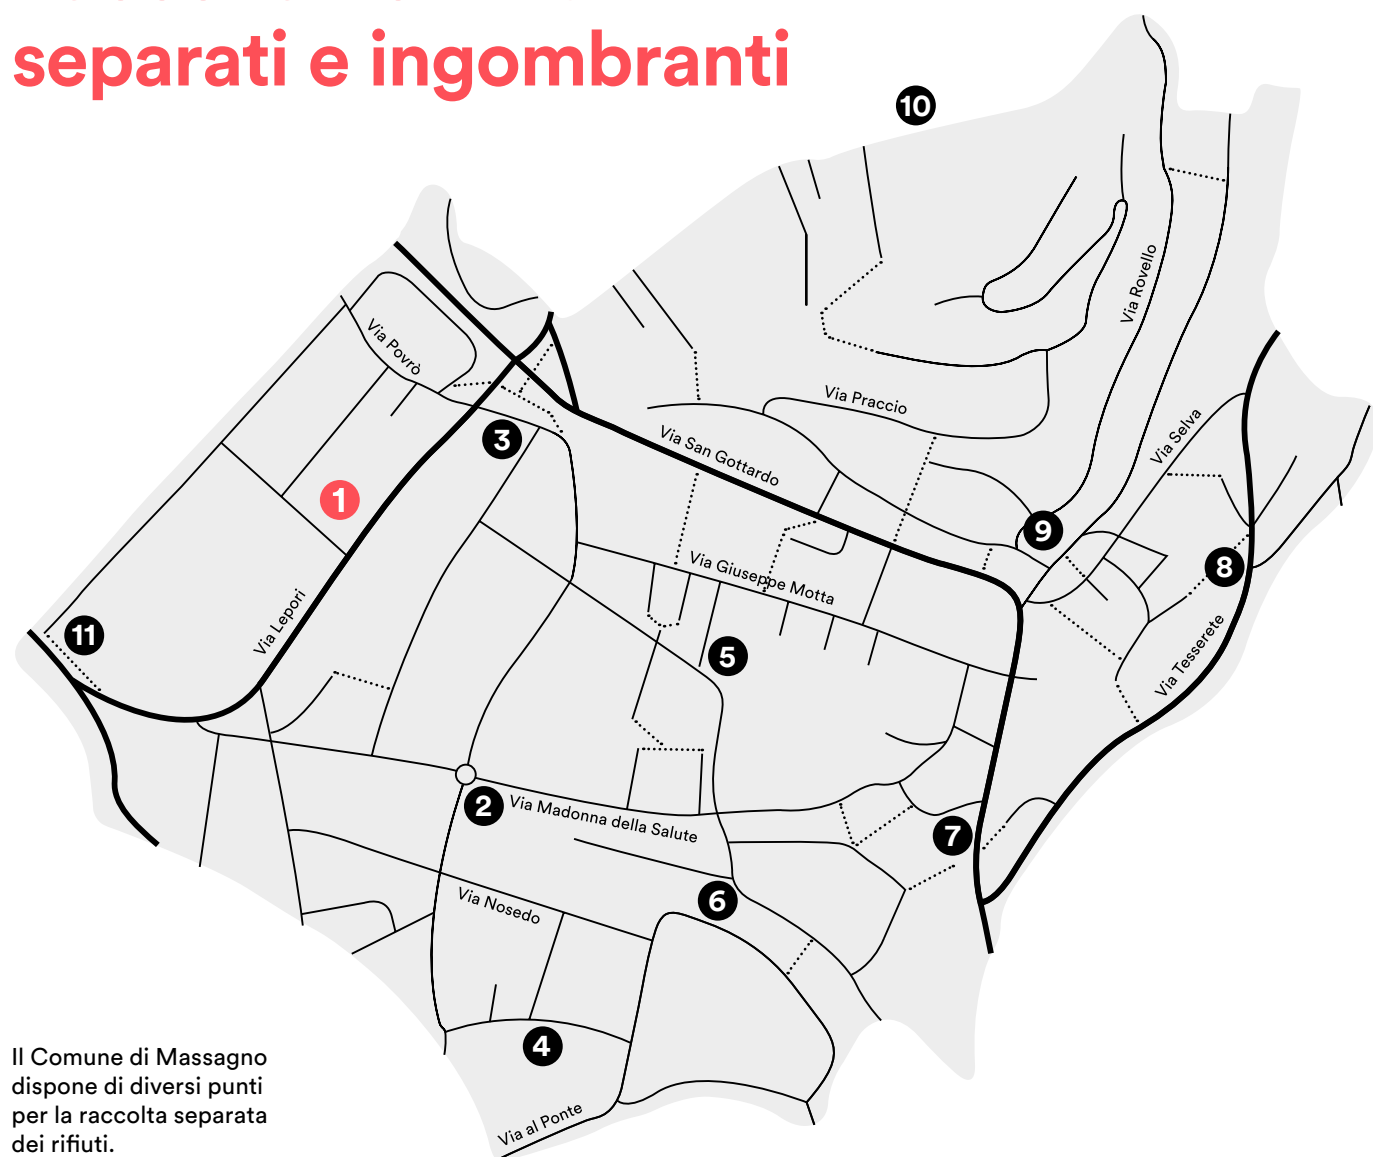 separati e ingombranti
10
Via Rovello
Via Povrò
Via Praccio
Via Selva
3
Via San Gottardo
1
9
8
Via Giuseppe Motta
Via Lepori
11
5
Via Tesserete
2
Via Madonna della Salute
7
6
Via Nosedo
4
Via al Ponte
Il Comune di Massagno
dispone di diversi punti
per la raccolta separata
dei rifiuti.